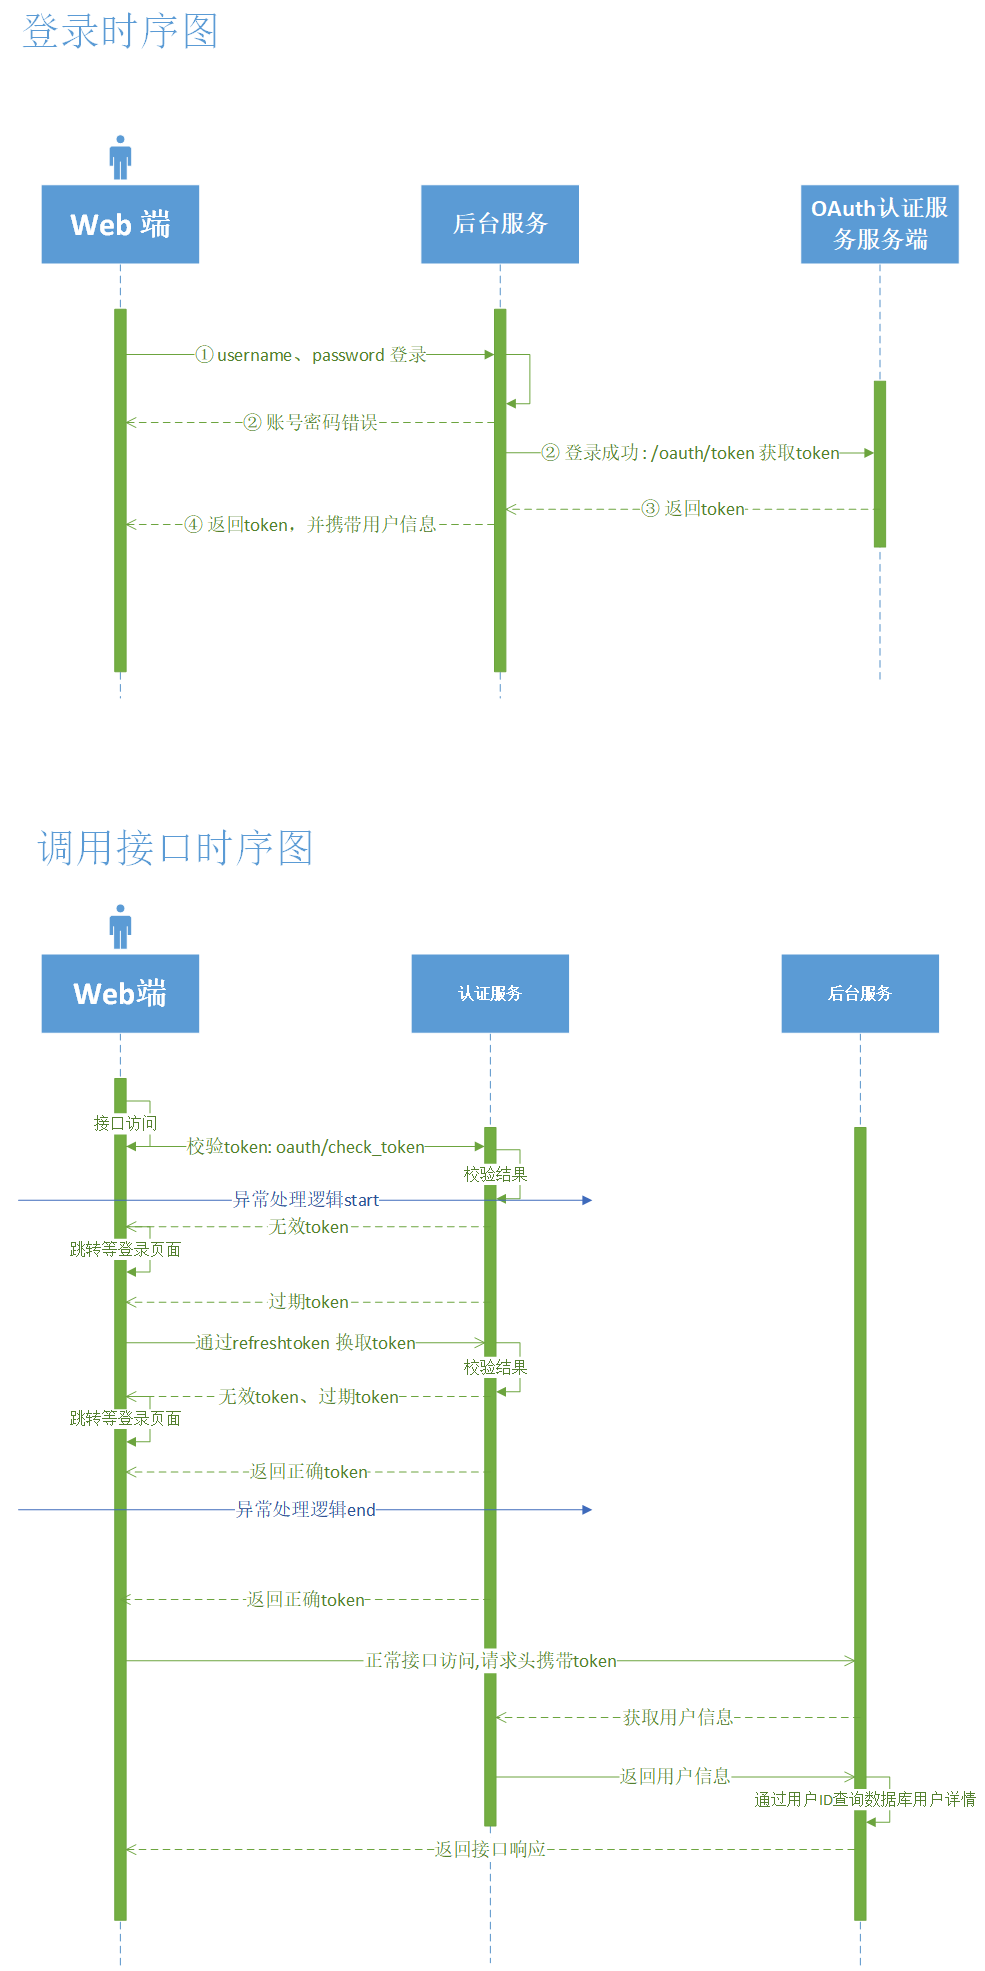 登录时序图
Web 端
后台服务
OAuth认证服
务服务端
① username、password 登录
② 账号密码错误
② 登录成功 : /oauth/token 获取token
③ 返回token
④ 返回token，并携带用户信息
调用接口时序图
Web端
认证服务
后台服务
接口访问
校验token: oauth/check_token
校验结果
异常处理逻辑start
无效token
跳转等登录页面
过期token
通过refreshtoken 换取token
校验结果
无效token、过期token
跳转等登录页面
返回正确token
异常处理逻辑end
返回正确token
正常接口访问,请求头携带token
获取用户信息
返回用户信息
通过用户ID查询数据库用户详情
返回接口响应